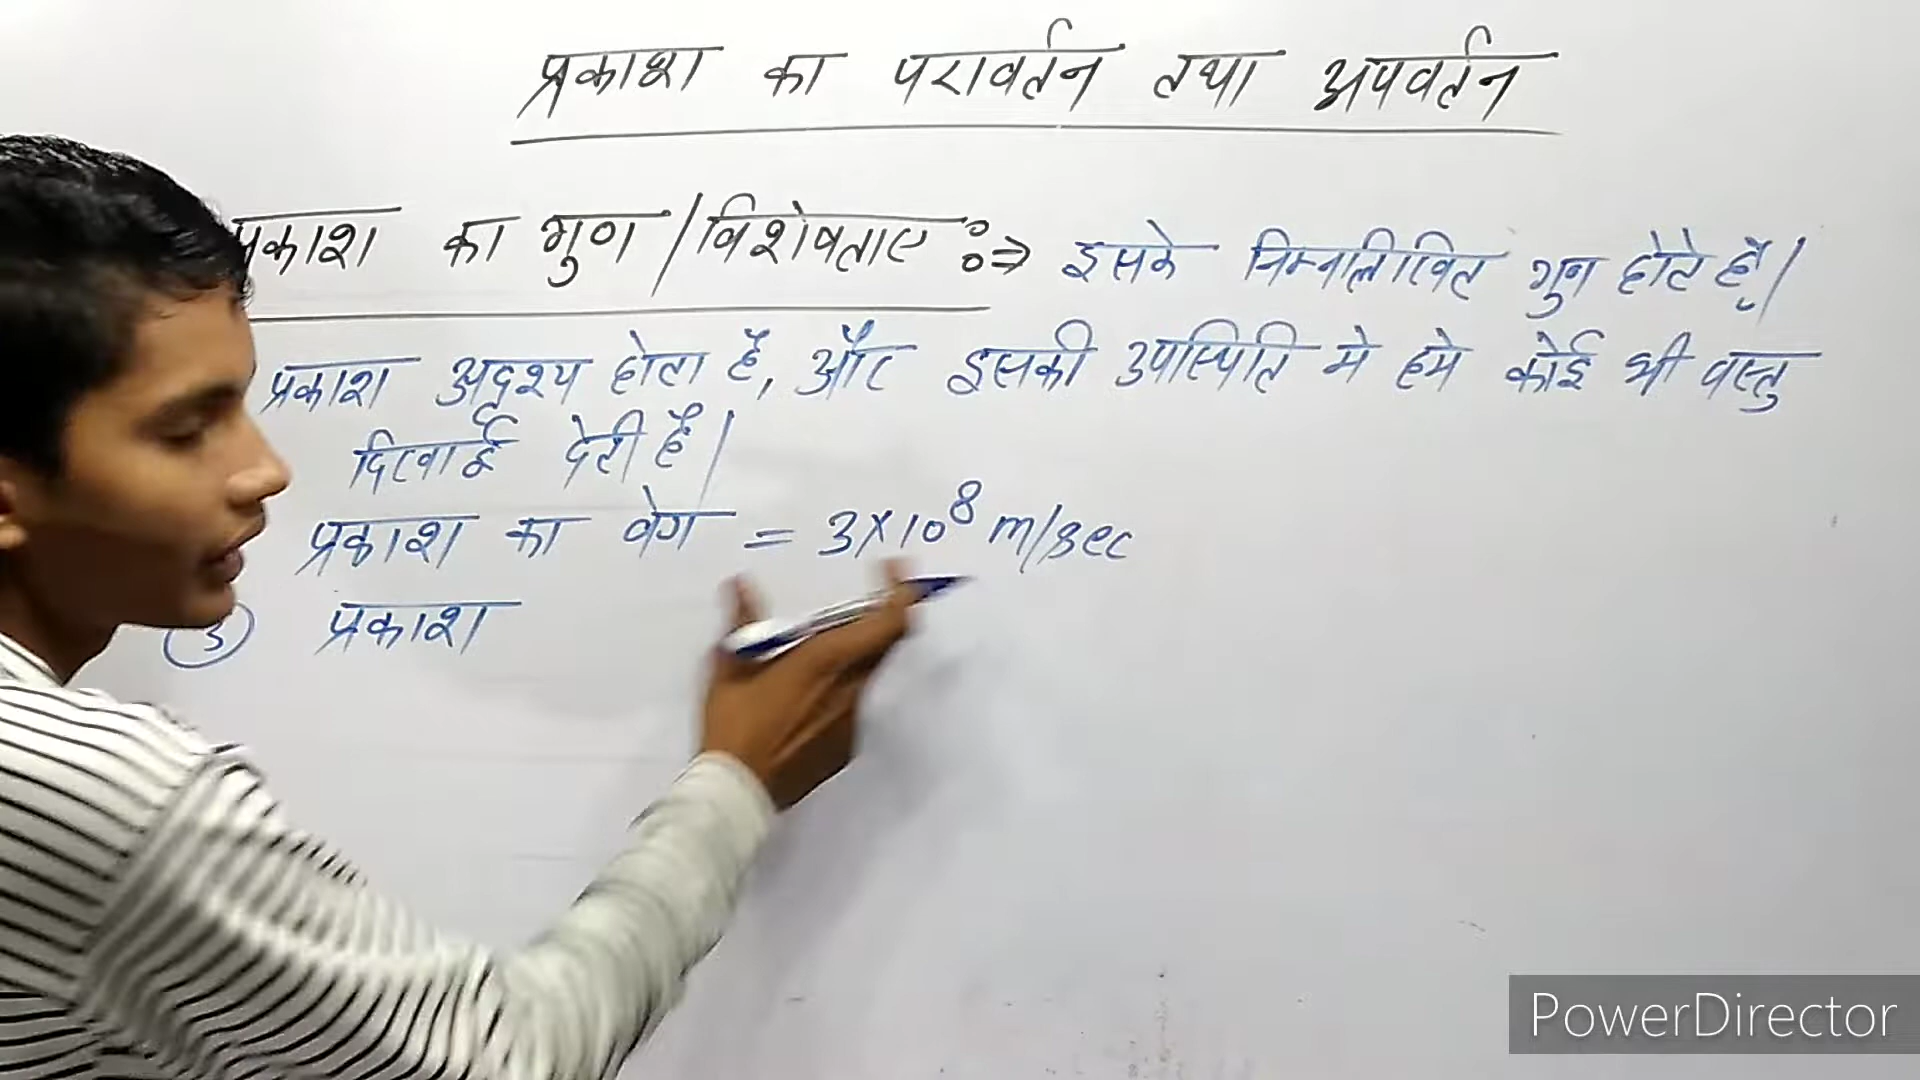 प्रकाश का परावर्तन तथा अपवर्तन
प्रकाश का गुण / विशेषताए :⇒ इसके निम्नलीखित गुन होते हैं।
प्रकाश अदृश्य होता है, और इसकी उपस्थिति मे हमे कोई भी वस्तु
दिखाई देती है।
प्रकाश का वेग = 3×10⁸ m/sec
③ प्रकाश
PowerDirector